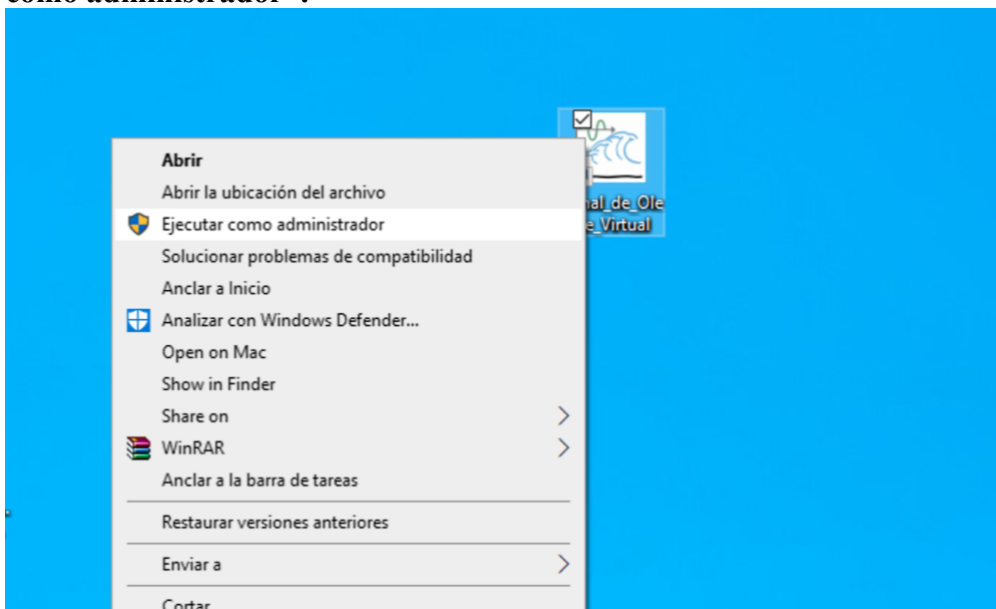 como administrador".
Abrir
Abrir la ubicación del archivo
Ejecutar como administrador
Solucionar problemas de compatibilidad
Anclar a Inicio
Analizar con Windows Defender...
Open on Mac
Show in Finder
Share on
WinRAR
Anclar a la barra de tareas
Restaurar versiones anteriores
Enviar a
Cortar
al_de_Ole
e_Virtual